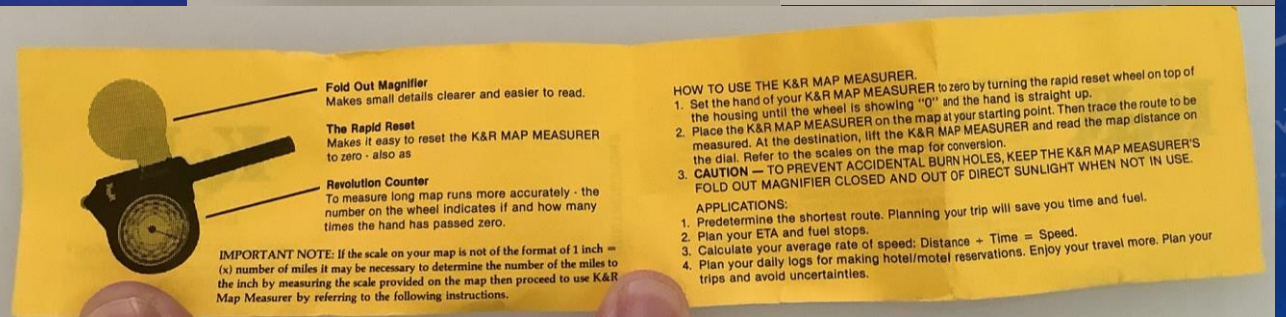 Fold Out Magnifier
Makes small details clearer and easier to read.
The Rapid Reset
Makes it easy to reset the K&R MAP MEASURER
to zero - also as
Revolution Counter
To measure long map runs more accurately - the
number on the wheel indicates if and how many
times the hand has passed zero.
IMPORTANT NOTE: If the scale on your map is not of the format of 1 inch =
(x) number of miles it may be necessary to determine the number of the miles to
the inch by measuring the scale provided on the map then proceed to use K&R
Map Measurer by referring to the following instructions.
HOW TO USE THE K&R MAP MEASURER.
1. Set the hand of your K&R MAP MEASURER to zero by turning the rapid reset wheel on top of
the housing until the wheel is showing "0" and the hand is straight up.
2. Place the K&R MAP MEASURER on the map at your starting point. Then trace the route to be
measured. At the destination, lift the K&R MAP MEASURER and read the map distance on
the dial. Refer to the scales on the map for conversion.
3. CAUTION — TO PREVENT ACCIDENTAL BURN HOLES, KEEP THE K&R MAP MEASURER'S
FOLD OUT MAGNIFIER CLOSED AND OUT OF DIRECT SUNLIGHT WHEN NOT IN USE.
APPLICATIONS:
1. Predetermine the shortest route. Planning your trip will save you time and fuel.
2. Plan your ETA and fuel stops.
3. Calculate your average rate of speed: Distance ÷ Time = Speed.
4. Plan your daily logs for making hotel/motel reservations. Enjoy your travel more. Plan your
trips and avoid uncertainties.